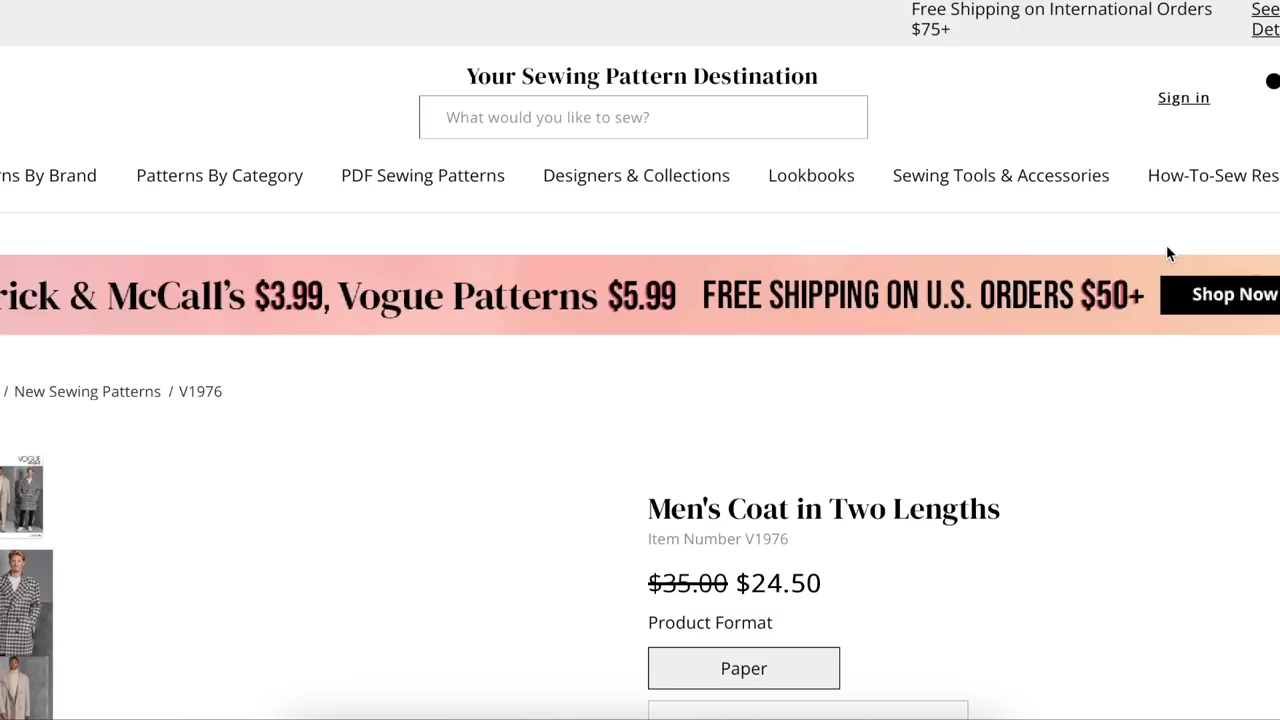 Free Shipping on International Orders
$75+
See
Det
Your Sewing Pattern Destination
What would you like to sew?
Sign in
rns By Brand
Patterns By Category
PDF Sewing Patterns
Designers & Collections
Lookbooks
Sewing Tools & Accessories
How-To-Sew Res
rick & McCall's $3.99, Vogue Patterns $5.99 FREE SHIPPING ON U.S. ORDERS $50+
Shop Now
/ New Sewing Patterns / V1976
VOGUE
Men's Coat in Two Lengths
Item Number V1976
$35.00 $24.50
Product Format
Paper